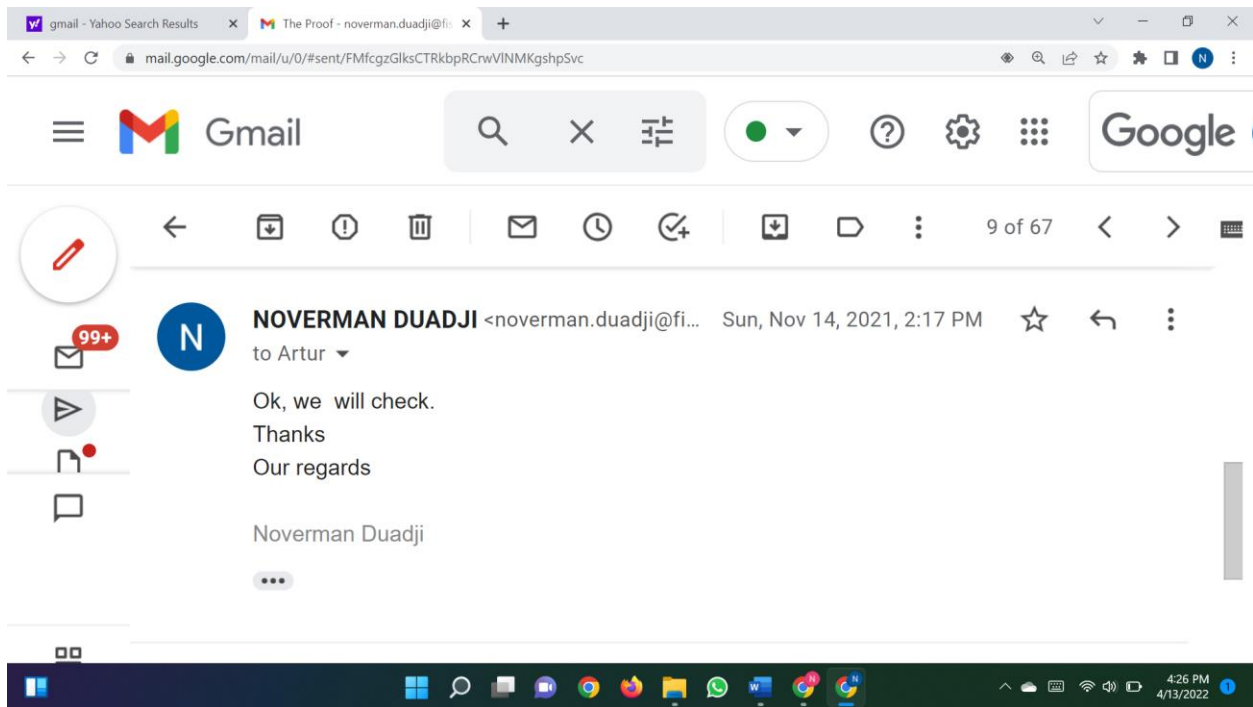 gmail - Yahoo Search Results
The Proof - noverman.duadji@fis
mail.google.com/mail/u/0/#sent/FMfcgzGlksCTRkbpRCrwVlNMKgshpSvc
N
Gmail
Google
9 of 67
99+
N
NOVERMAN DUADJI <noverman.duadji@fi... Sun, Nov 14, 2021, 2:17 PM
to Artur
Ok, we  will check.
Thanks
Our regards
Noverman Duadji
4:26 PM
4/13/2022
1